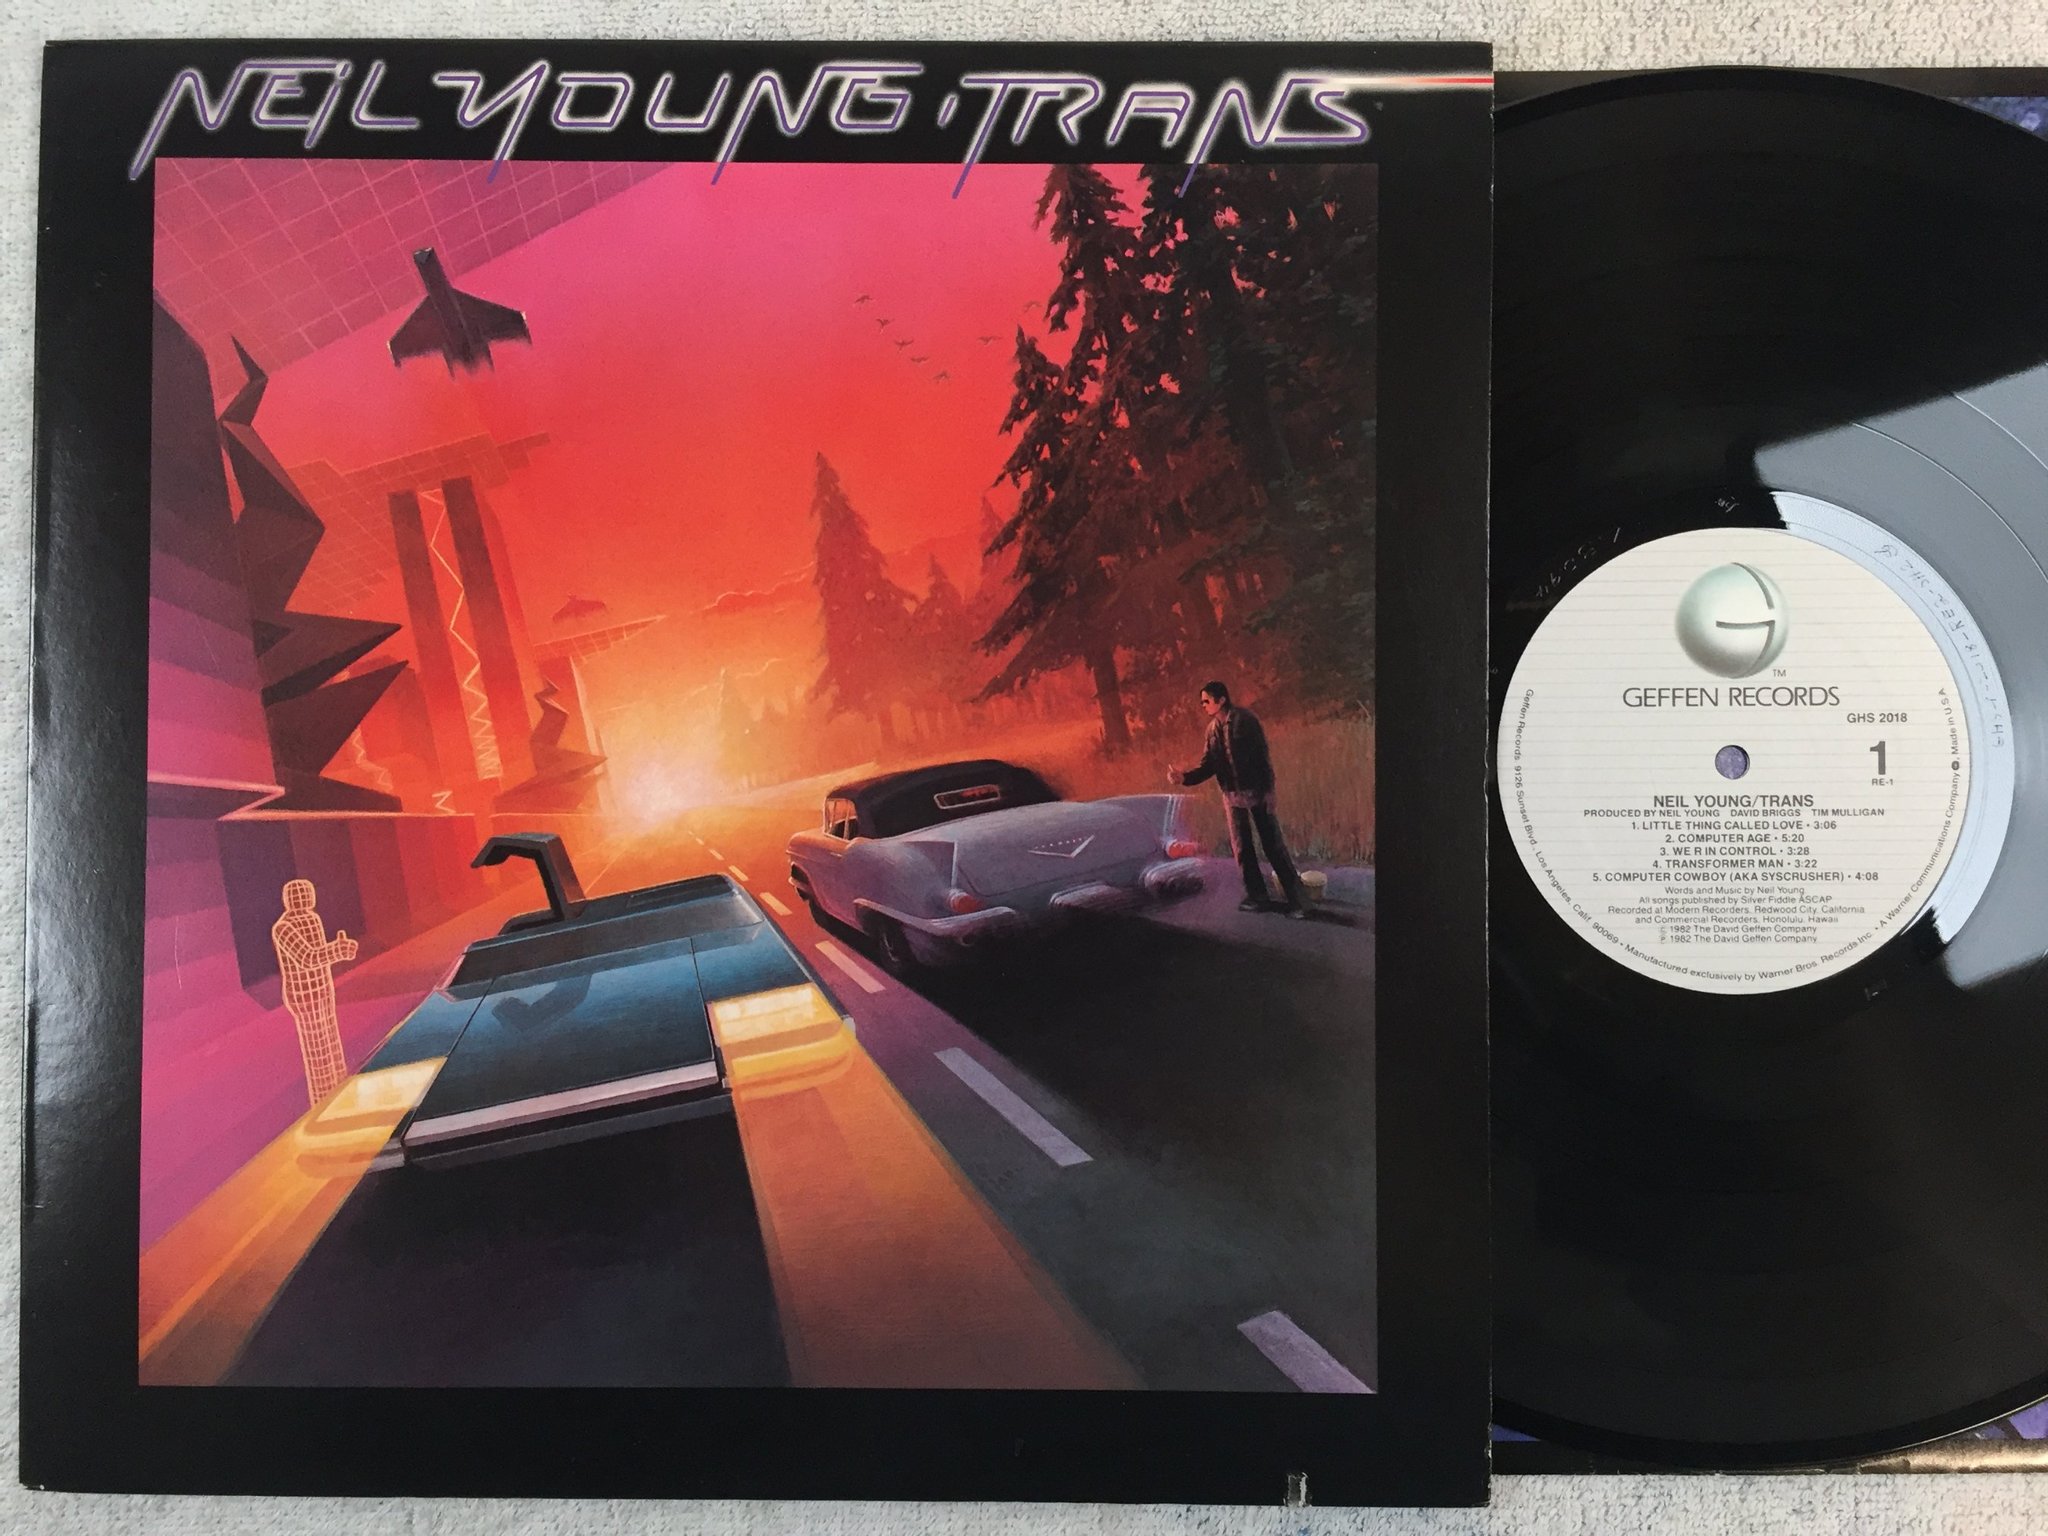 NEIL YOUNG · TRANS
TM
GEFFEN RECORDS
GHS 2018
1
RE-1
NEIL YOUNG/TRANS
PRODUCED BY NEIL YOUNG DAVID BRIGGS TIM MULLIGAN
1. LITTLE THING CALLED LOVE • 3:06
2. COMPUTER AGE • 5:20
3. WE R IN CONTROL • 3:28
4. TRANSFORMER MAN • 3:22
5. COMPUTER COWBOY (AKA SYSCRUSHER) • 4:08
Words and Music by Neil Young.
All songs published by Silver Fiddle ASCAP
Recorded at Modern Recorders, Redwood City, California
and Commercial Recorders, Honolulu, Hawaii
℗ 1982 The David Geffen Company
© 1982 The David Geffen Company
Geffen Records 9126 Sunset Blvd., Los Angeles, Calif. 90069 • Manufactured exclusively by Warner Bros. Records Inc. • A Warner Communications Company. Made in U.S.A.